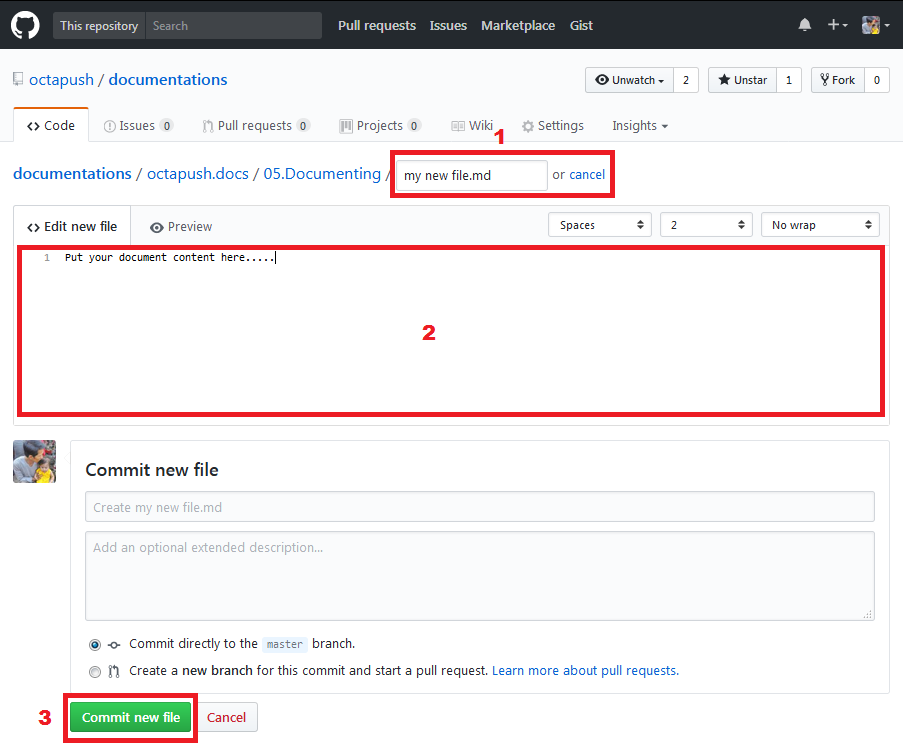 This repository Search Pull requests Issues Marketplace Gist
octapush / documentations Unwatch 2 Unstar 1 Fork 0
Code Issues 0 Pull requests 0 Projects 0 Wiki Settings Insights
1
documentations / octapush.docs / 05.Documenting / my new file.md or cancel
Edit new file Preview Spaces 2 No wrap
1 Put your document content here.....
2
Commit new file
Create my new file.md
Add an optional extended description...
Commit directly to the master branch.
Create a new branch for this commit and start a pull request. Learn more about pull requests.
3 Commit new file Cancel